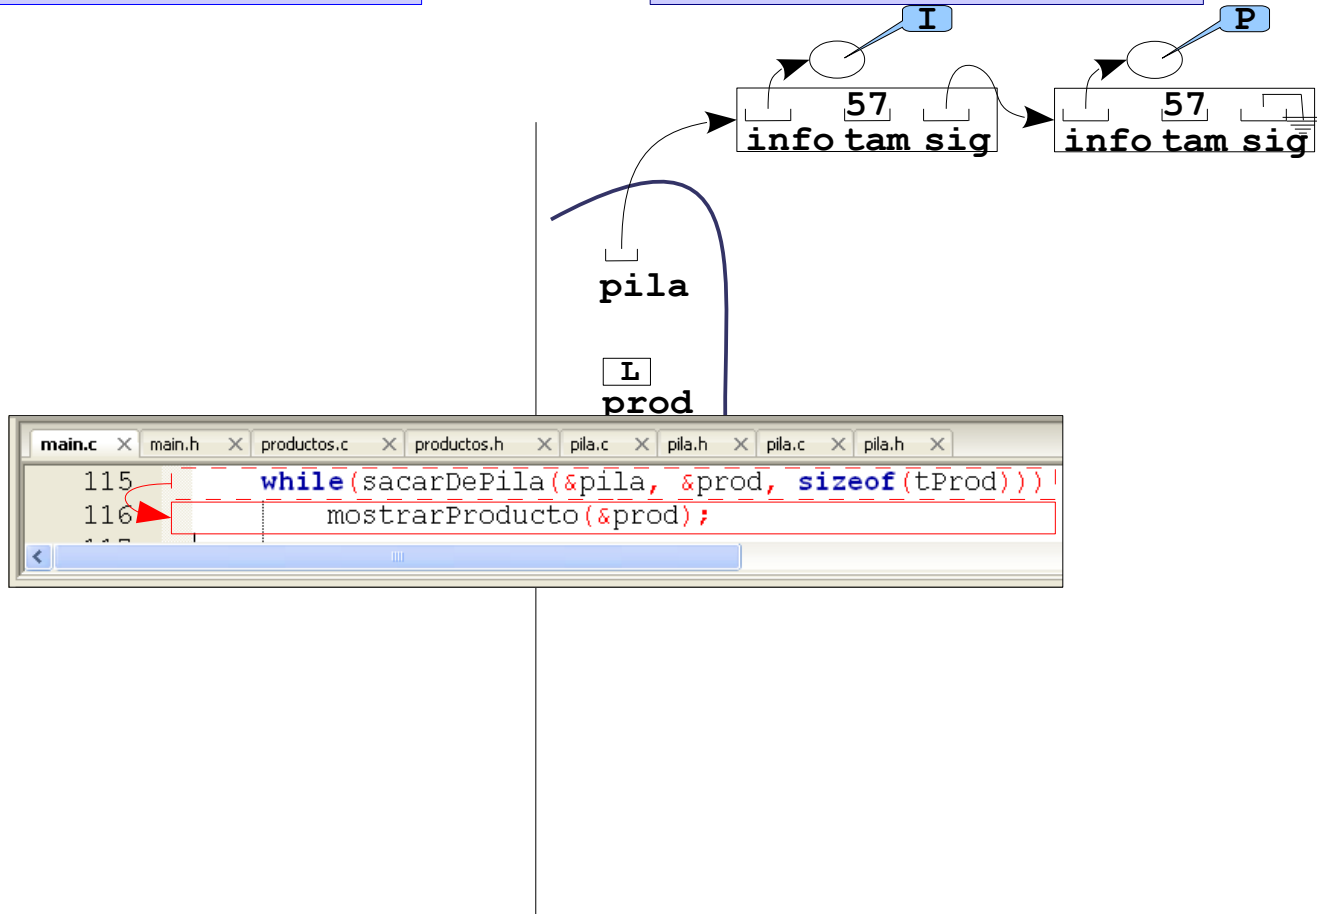 I P
57 57
info tam sig info tam sig
pila
L
prod
main.c main.h productos.c productos.h pila.c pila.h pila.c pila.h
115 while(sacarDePila(&pila, &prod, sizeof(tProd)))
116 mostrarProducto(&prod);